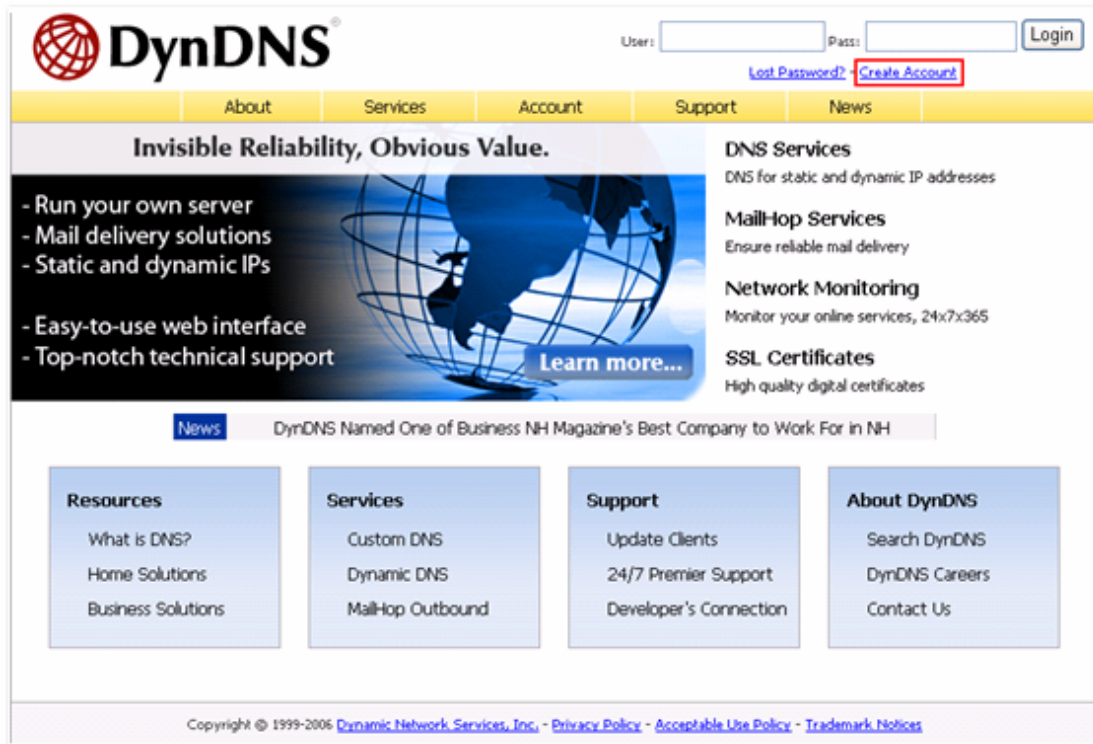 DynDNS®
User: Pass: Login
Lost Password? - Create Account
About Services Account Support News
Invisible Reliability, Obvious Value.
- Run your own server
- Mail delivery solutions
- Static and dynamic IPs
- Easy-to-use web interface
- Top-notch technical support
Learn more...
DNS Services
DNS for static and dynamic IP addresses
MailHop Services
Ensure reliable mail delivery
Network Monitoring
Monitor your online services, 24x7x365
SSL Certificates
High quality digital certificates
News DynDNS Named One of Business NH Magazine's Best Company to Work For in NH
Resources
What is DNS?
Home Solutions
Business Solutions
Services
Custom DNS
Dynamic DNS
MailHop Outbound
Support
Update Clients
24/7 Premier Support
Developer's Connection
About DynDNS
Search DynDNS
DynDNS Careers
Contact Us
Copyright © 1999-2006 Dynamic Network Services, Inc. - Privacy Policy - Acceptable Use Policy - Trademark Notices